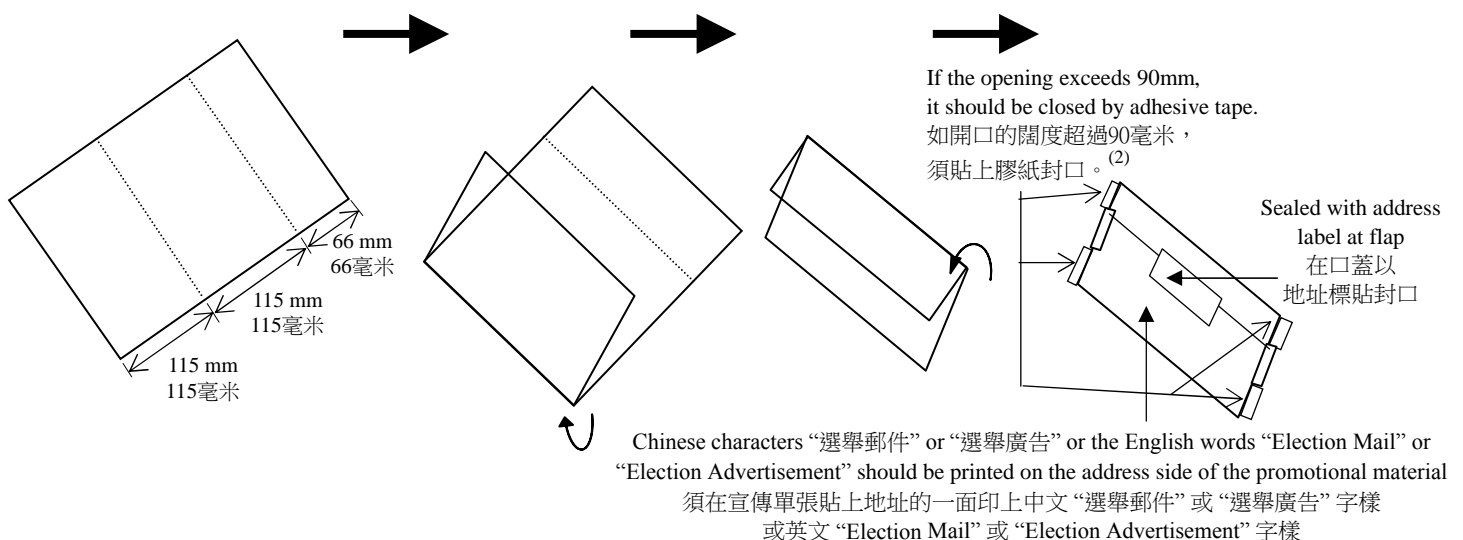 If the opening exceeds 90mm,
it should be closed by adhesive tape.
如開口的闊度超過90毫米，
須貼上膠紙封口。(2)
Sealed with address
label at flap
在口蓋以
地址標貼封口
66 mm
66毫米
115 mm
115毫米
115 mm
115毫米
Chinese characters “選舉郵件” or “選舉廣告” or the English words “Election Mail” or
“Election Advertisement” should be printed on the address side of the promotional material
須在宣傳單張貼上地址的一面印上中文 “選舉郵件” 或 “選舉廣告” 字樣
或英文 “Election Mail” 或 “Election Advertisement” 字樣